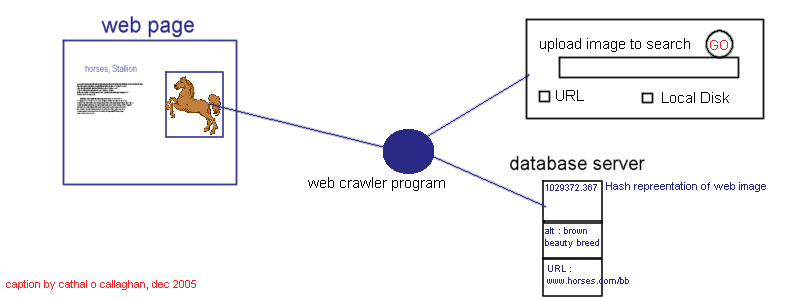 web page
horses, Stallion
upload image to search GO
URL
Local Disk
web crawler program
database server
1029372.367
Hash repreentation of web image
alt : brown
beauty breed
URL :
www.horses.com/bb
caption by cathal o callaghan, dec 2005